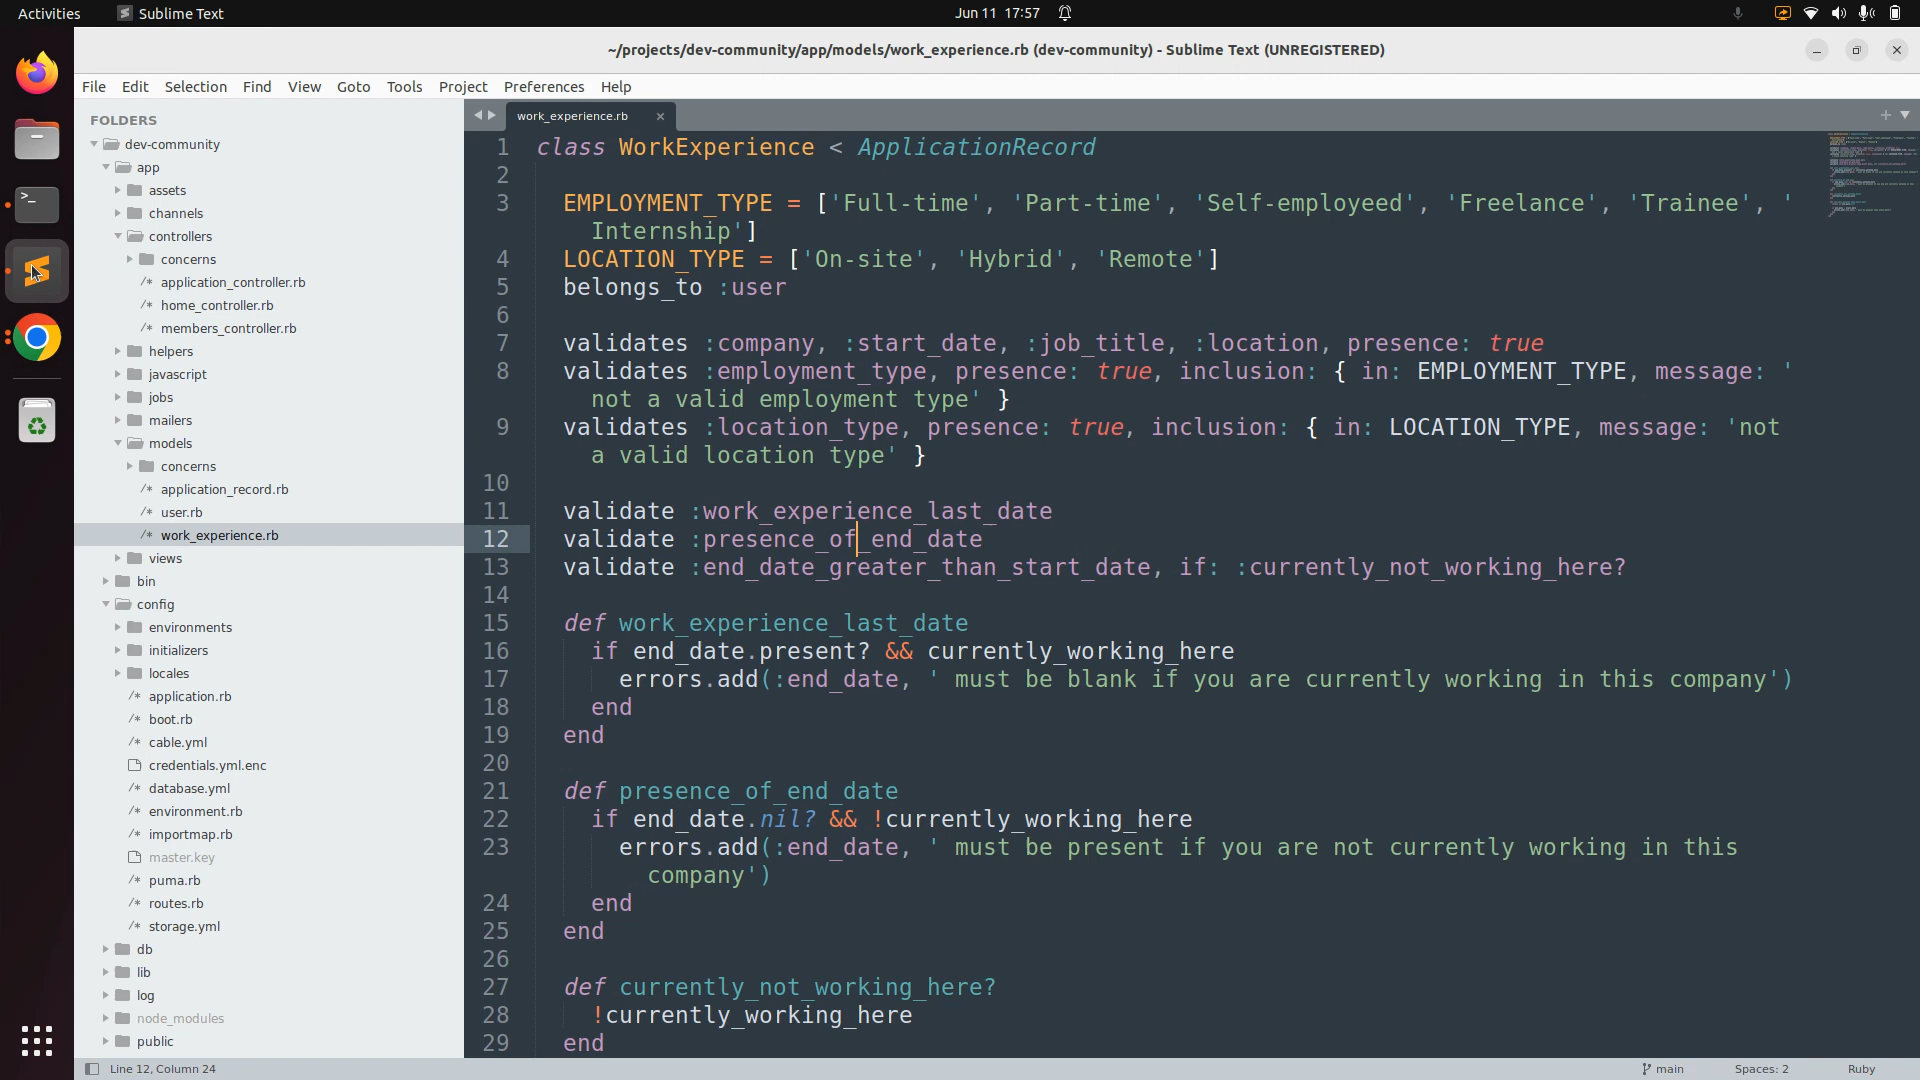 Activities
Sublime Text
Jun 11 17:57
~/projects/dev-community/app/models/work_experience.rb (dev-community) - Sublime Text (UNREGISTERED)
File Edit Selection Find View Goto Tools Project Preferences Help
FOLDERS
dev-community
app
assets
channels
controllers
concerns
/* application_controller.rb
/* home_controller.rb
/* members_controller.rb
helpers
javascript
jobs
mailers
models
concerns
/* application_record.rb
/* user.rb
/* work_experience.rb
views
bin
config
environments
initializers
locales
/* application.rb
/* boot.rb
/* cable.yml
credentials.yml.enc
/* database.yml
/* environment.rb
/* importmap.rb
master.key
/* puma.rb
/* routes.rb
/* storage.yml
db
lib
log
node_modules
public
work_experience.rb ×
1 class WorkExperience < ApplicationRecord
2
3 EMPLOYMENT_TYPE = ['Full-time', 'Part-time', 'Self-employeed', 'Freelance', 'Trainee', '
Internship']
4 LOCATION_TYPE = ['On-site', 'Hybrid', 'Remote']
5 belongs_to :user
6
7 validates :company, :start_date, :job_title, :location, presence: true
8 validates :employment_type, presence: true, inclusion: { in: EMPLOYMENT_TYPE, message: '
not a valid employment type' }
9 validates :location_type, presence: true, inclusion: { in: LOCATION_TYPE, message: 'not
a valid location type' }
10
11 validate :work_experience_last_date
12 validate :presence_of_end_date
13 validate :end_date_greater_than_start_date, if: :currently_not_working_here?
14
15 def work_experience_last_date
16 if end_date.present? && currently_working_here
17 errors.add(:end_date, ' must be blank if you are currently working in this company')
18 end
19 end
20
21 def presence_of_end_date
22 if end_date.nil? && !currently_working_here
23 errors.add(:end_date, ' must be present if you are not currently working in this
company')
24 end
25 end
26
27 def currently_not_working_here?
28 !currently_working_here
29 end
Line 12, Column 24
main
Spaces: 2
Ruby